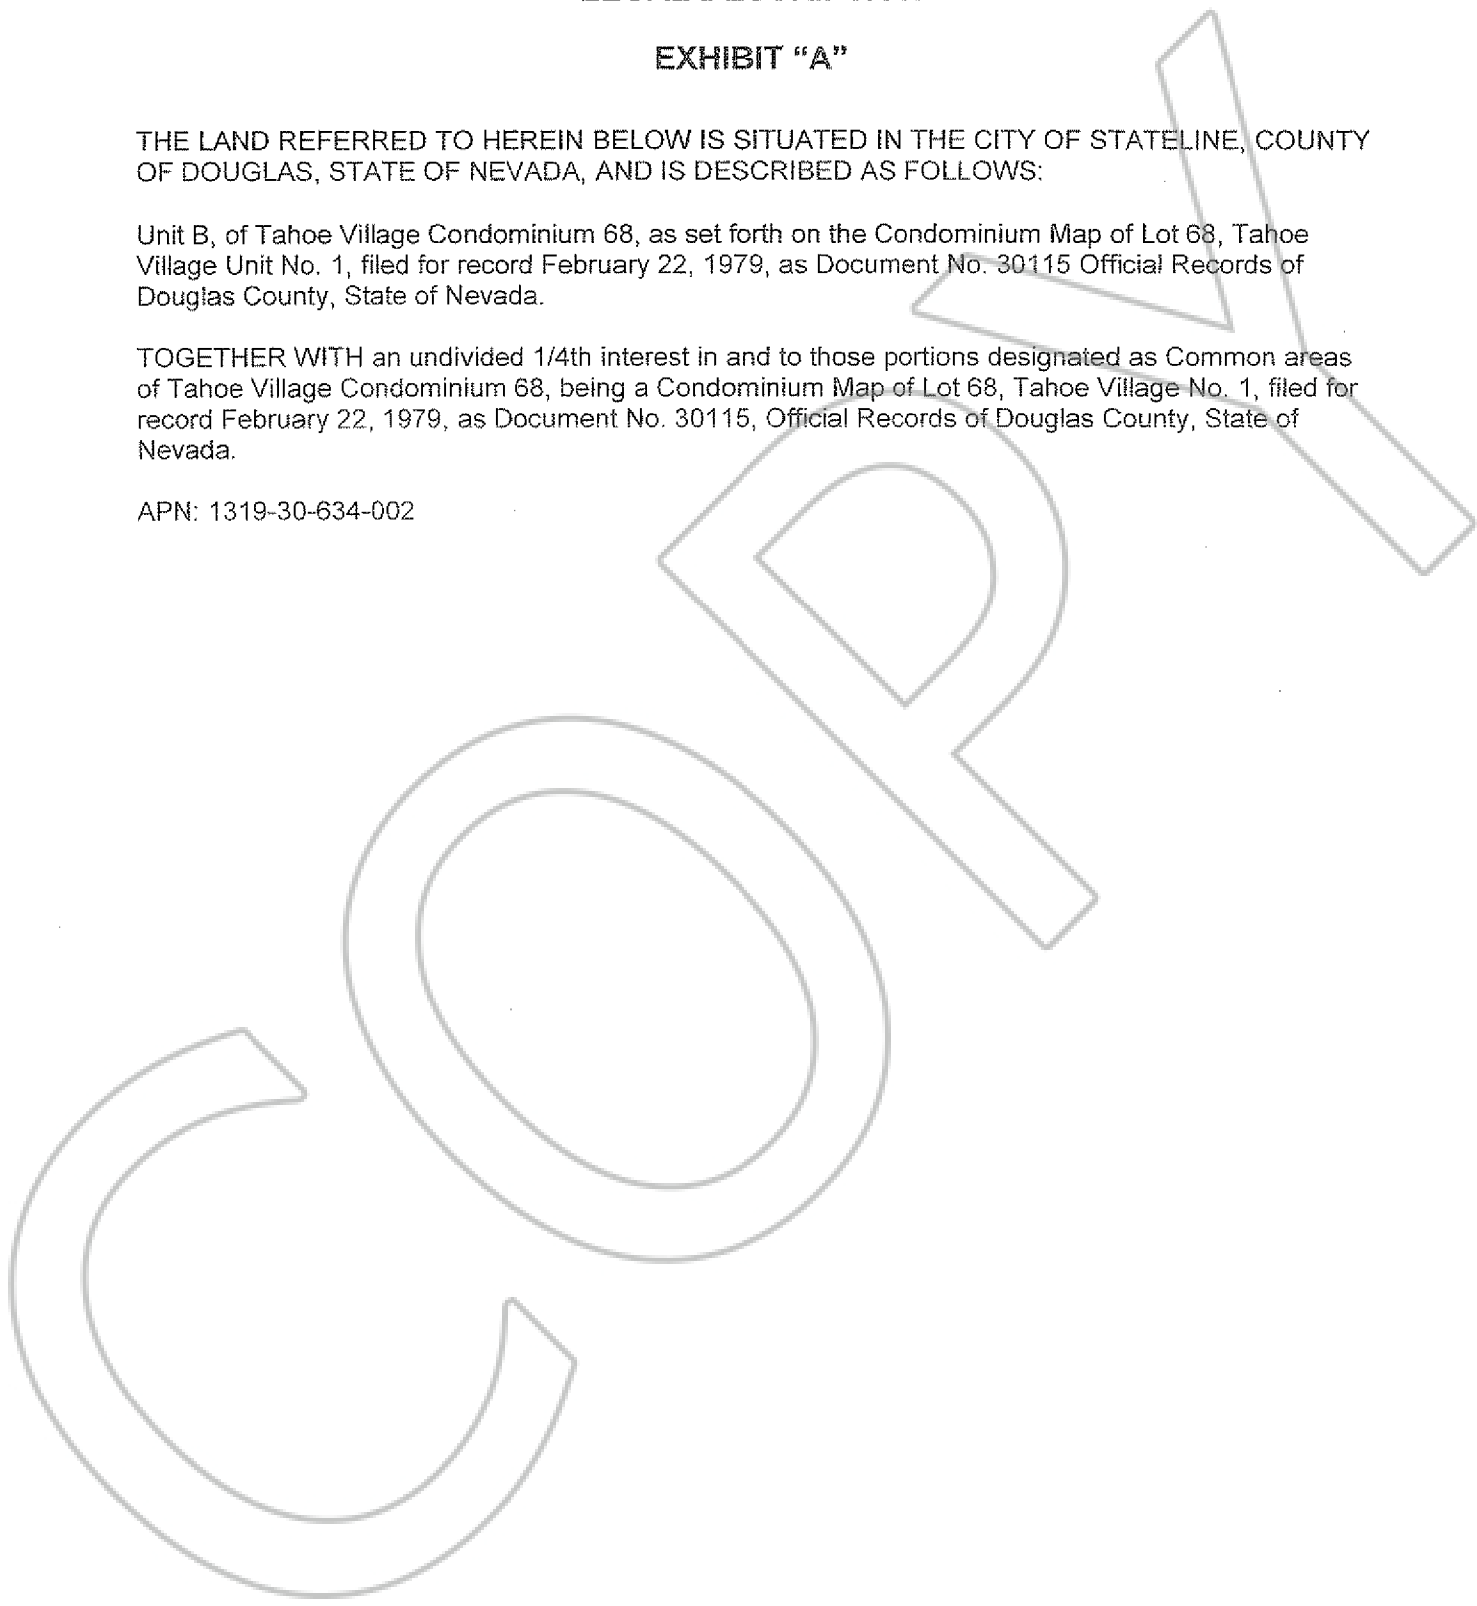 EXHIBIT “A”
THE LAND REFERRED TO HEREIN BELOW IS SITUATED IN THE CITY OF STATELINE, COUNTY
OF DOUGLAS, STATE OF NEVADA, AND IS DESCRIBED AS FOLLOWS:
Unit B, of Tahoe Village Condominium 68, as set forth on the Condominium Map of Lot 68, Tahoe
Village Unit No. 1, filed for record February 22, 1979, as Document No. 30115 Official Records of
Douglas County, State of Nevada.
TOGETHER WITH an undivided 1/4th interest in and to those portions designated as Common areas
of Tahoe Village Condominium 68, being a Condominium Map of Lot 68, Tahoe Village No. 1, filed for
record February 22, 1979, as Document No. 30115, Official Records of Douglas County, State of
Nevada.
APN: 1319-30-634-002
COPY